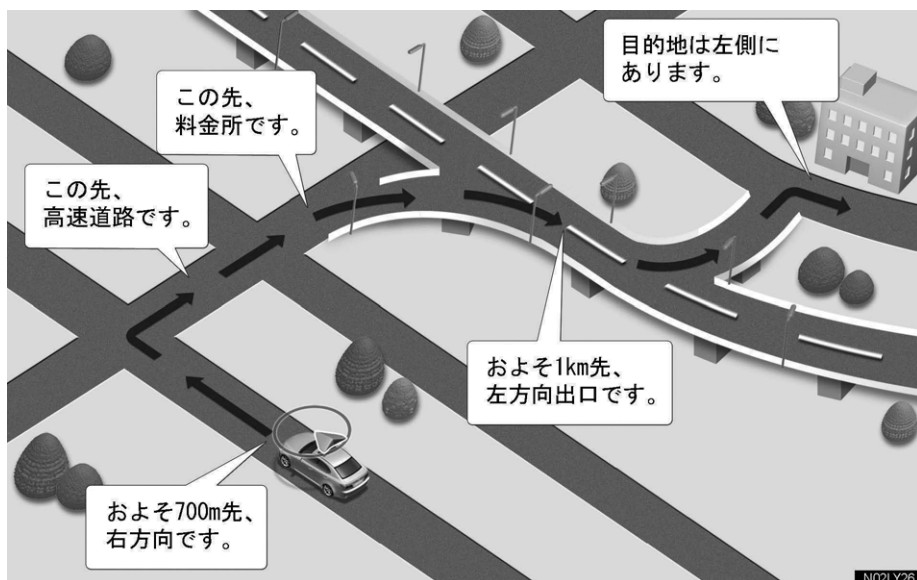 目的地は左側に
あります。
この先、
料金所です。
この先、
高速道路です。
およそ1km先、
左方向出口です。
およそ700m先、
右方向です。
N02LY26